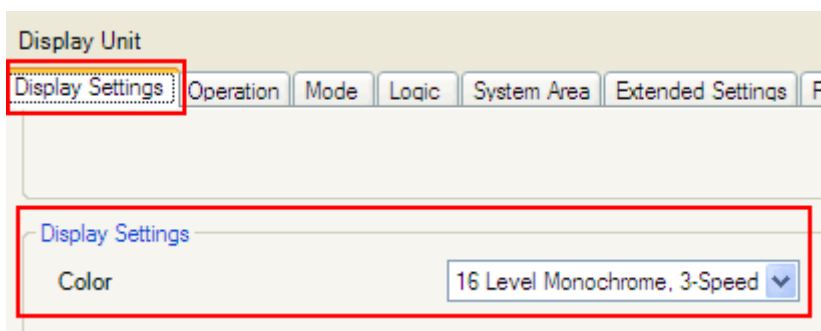 Display Unit
Display Settings Operation Mode Logic System Area Extended Settings
Display Settings
Color 16 Level Monochrome, 3-Speed